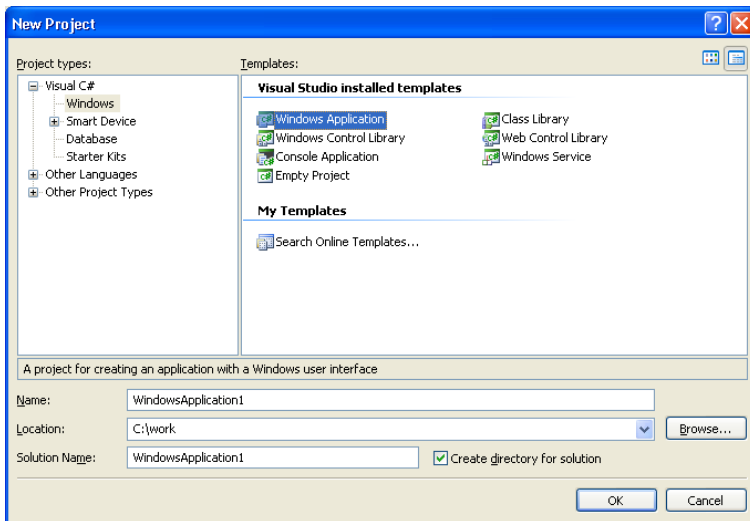 New Project
Project types:
Templates:
Visual C#
Windows
Smart Device
Database
Starter Kits
Other Languages
Other Project Types
Visual Studio installed templates
Windows Application
Class Library
Windows Control Library
Web Control Library
Console Application
Windows Service
Empty Project
My Templates
Search Online Templates...
A project for creating an application with a Windows user interface
Name:
WindowsApplication1
Location:
C:\work
Browse...
Solution Name:
WindowsApplication1
Create directory for solution
OK
Cancel